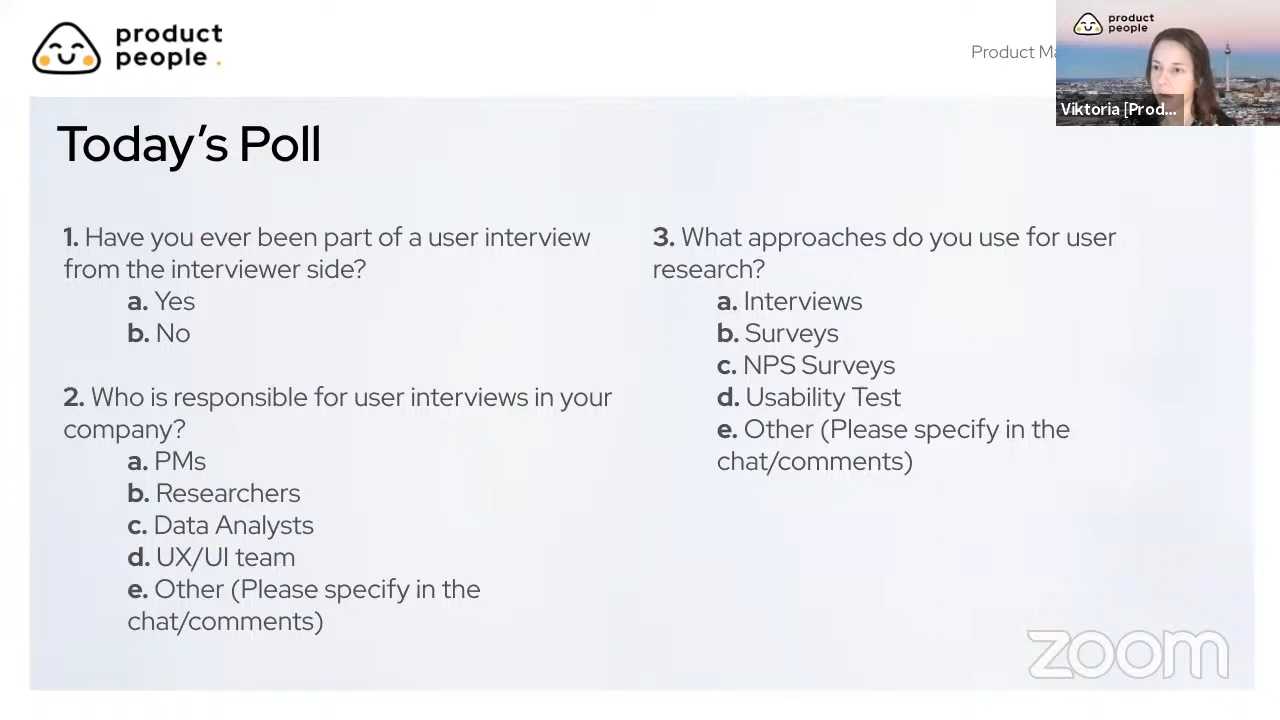 product
people.
Product Ma
product
people
Viktoria [Prod...
Today's Poll
1. Have you ever been part of a user interview
from the interviewer side?
a. Yes
b. No
2. Who is responsible for user interviews in your
company?
a. PMs
b. Researchers
c. Data Analysts
d. UX/UI team
e. Other (Please specify in the
chat/comments)
3. What approaches do you use for user
research?
a. Interviews
b. Surveys
c. NPS Surveys
d. Usability Test
e. Other (Please specify in the
chat/comments)
zoom